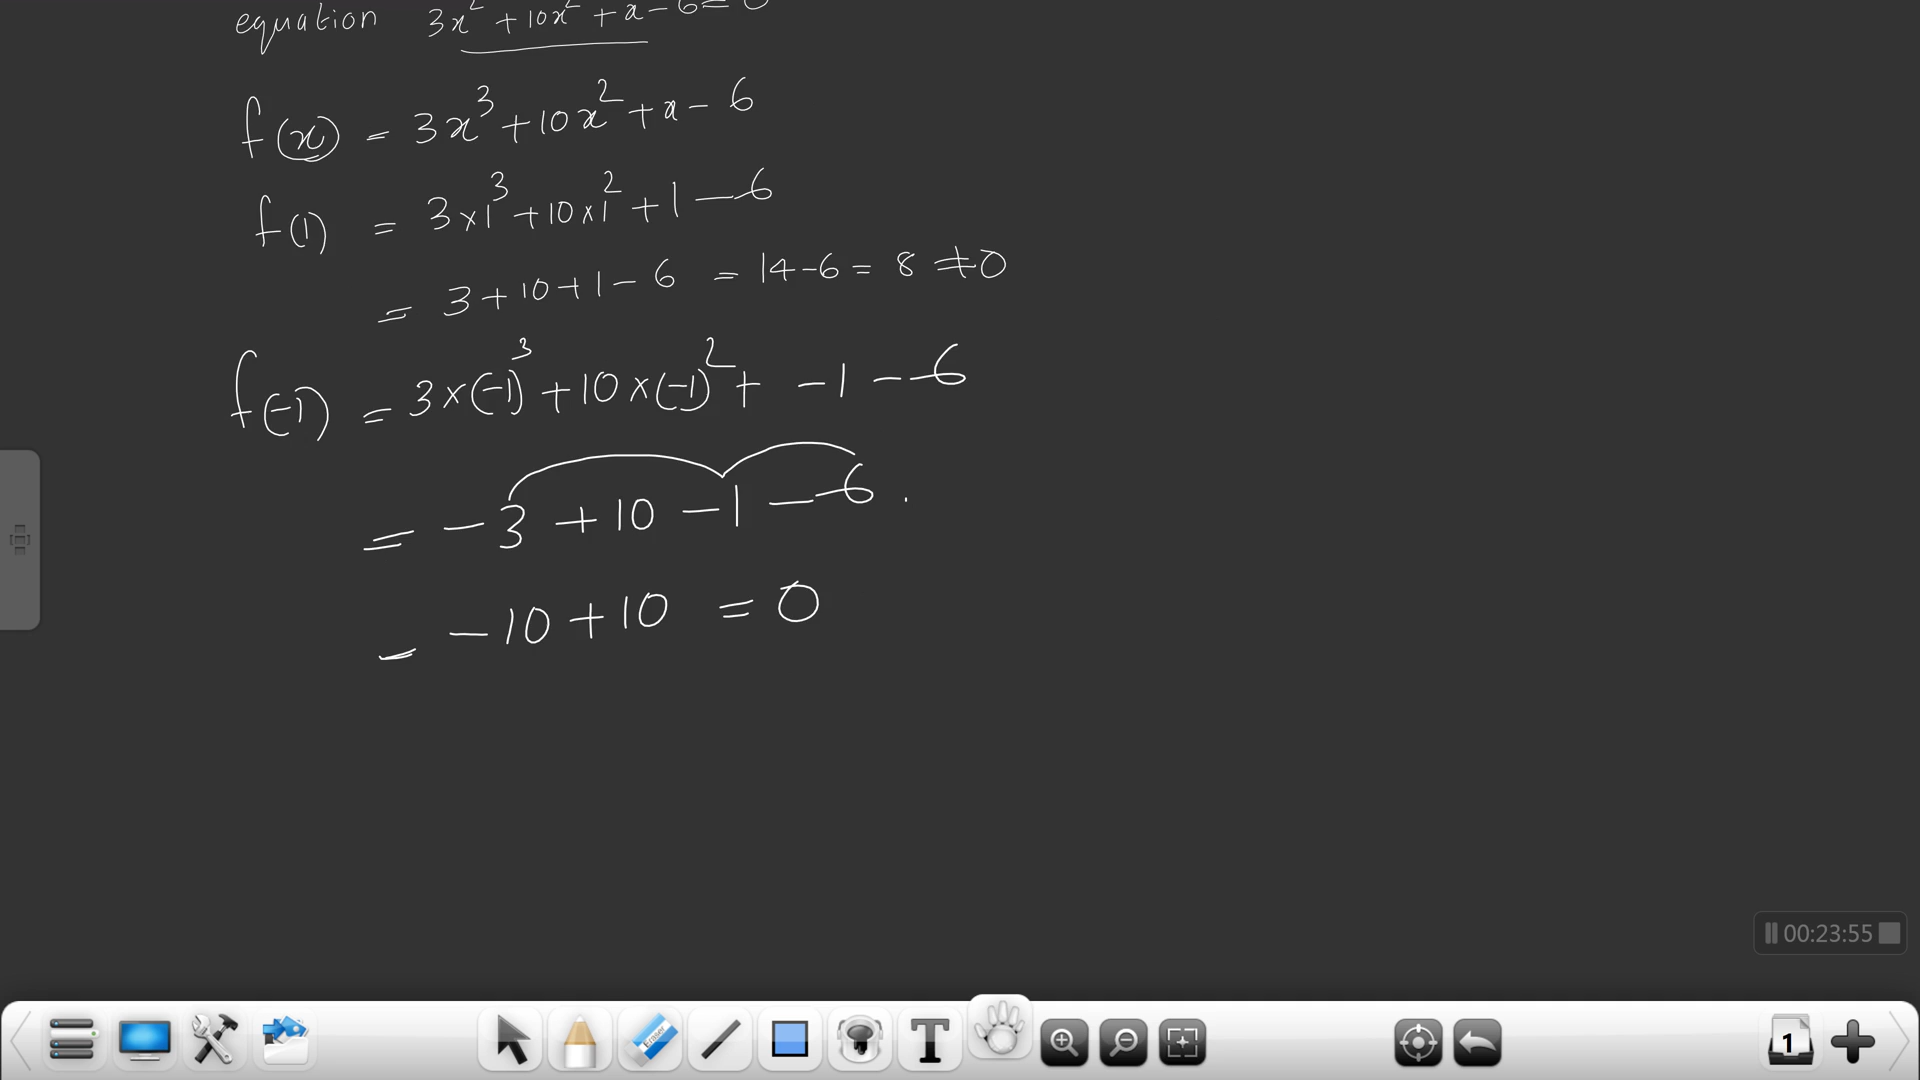 equation 3x² + 10x² + x - 6 = 0
f(x) = 3x³ + 10x² + x - 6
f(1) = 3×1³ + 10×1² + 1 - 6
= 3 + 10 + 1 - 6 = 14 - 6 = 8 ≠ 0
f(-1) = 3×(-1)³ + 10×(-1)² + -1 - 6
= -3 + 10 - 1 - 6 .
= -10 + 10 = 0
00:23:55
Eraser T 1